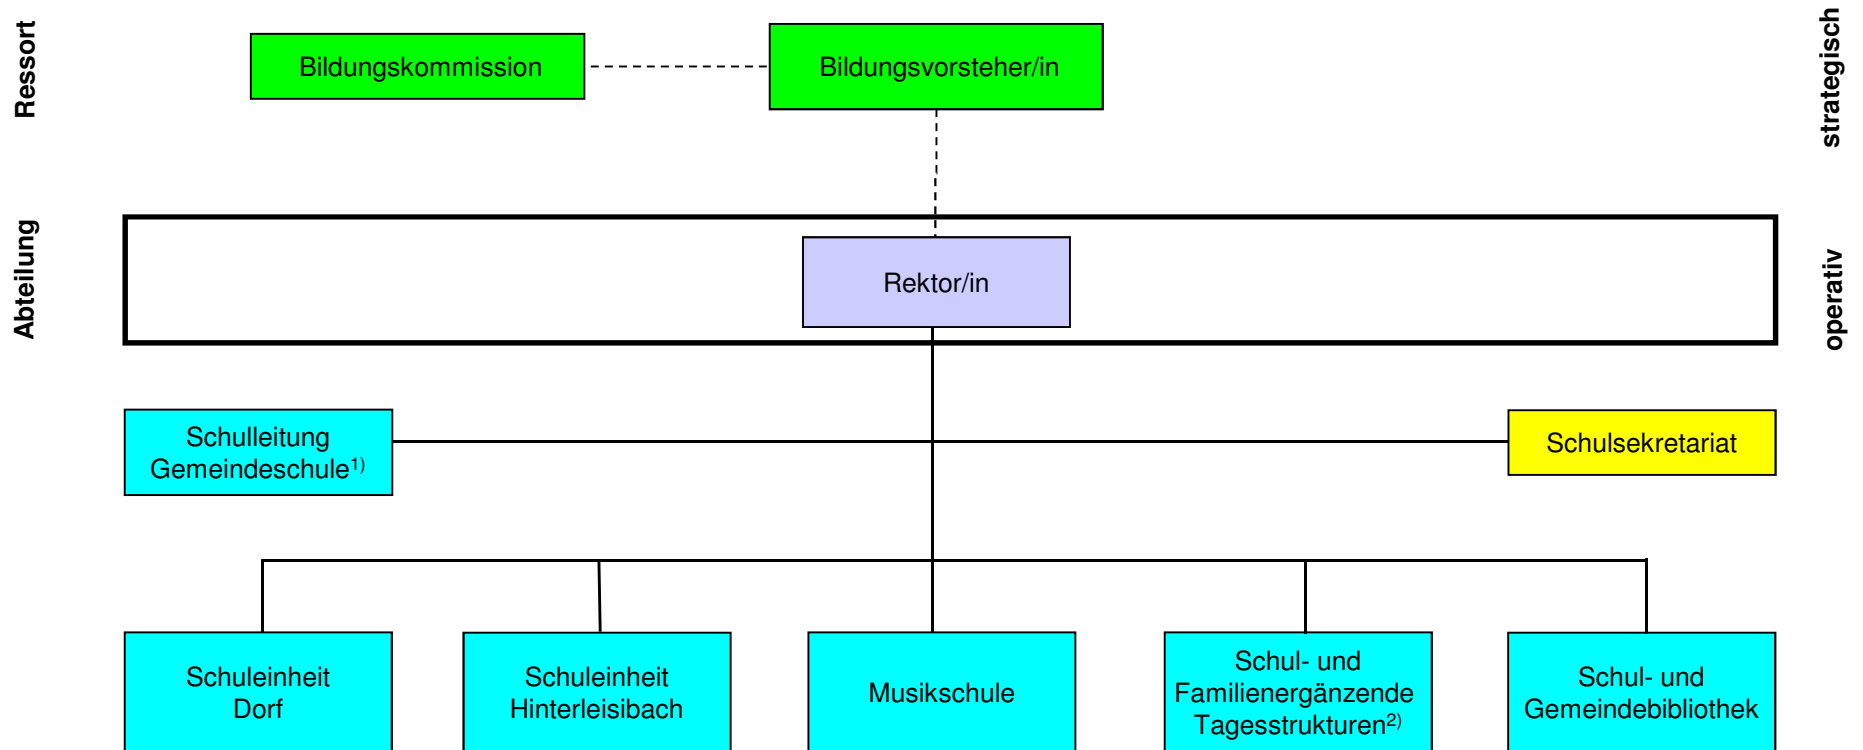 Ressort
Bildungskommission
Bildungsvorsteher/in
strategisch
Abteilung
Rektor/in
operativ
Schulleitung
Gemeindeschule1)
Schulsekretariat
Schuleinheit
Dorf
Schuleinheit
Hinterleisibach
Musikschule
Schul- und
Familienergänzende
Tagesstrukturen2)
Schul- und
Gemeindebibliothek